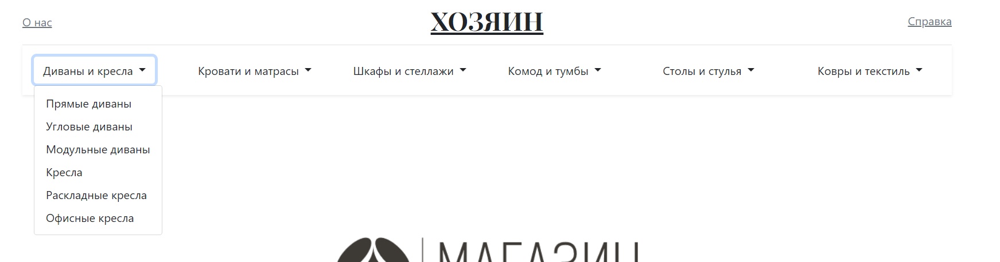 О нас
ХОЗЯИН
Справка
Диваны и кресла
Кровати и матрасы
Шкафы и стеллажи
Комод и тумбы
Столы и стулья
Ковры и текстиль
Прямые диваны
Угловые диваны
Модульные диваны
Кресла
Раскладные кресла
Офисные кресла
МАГАЗИН